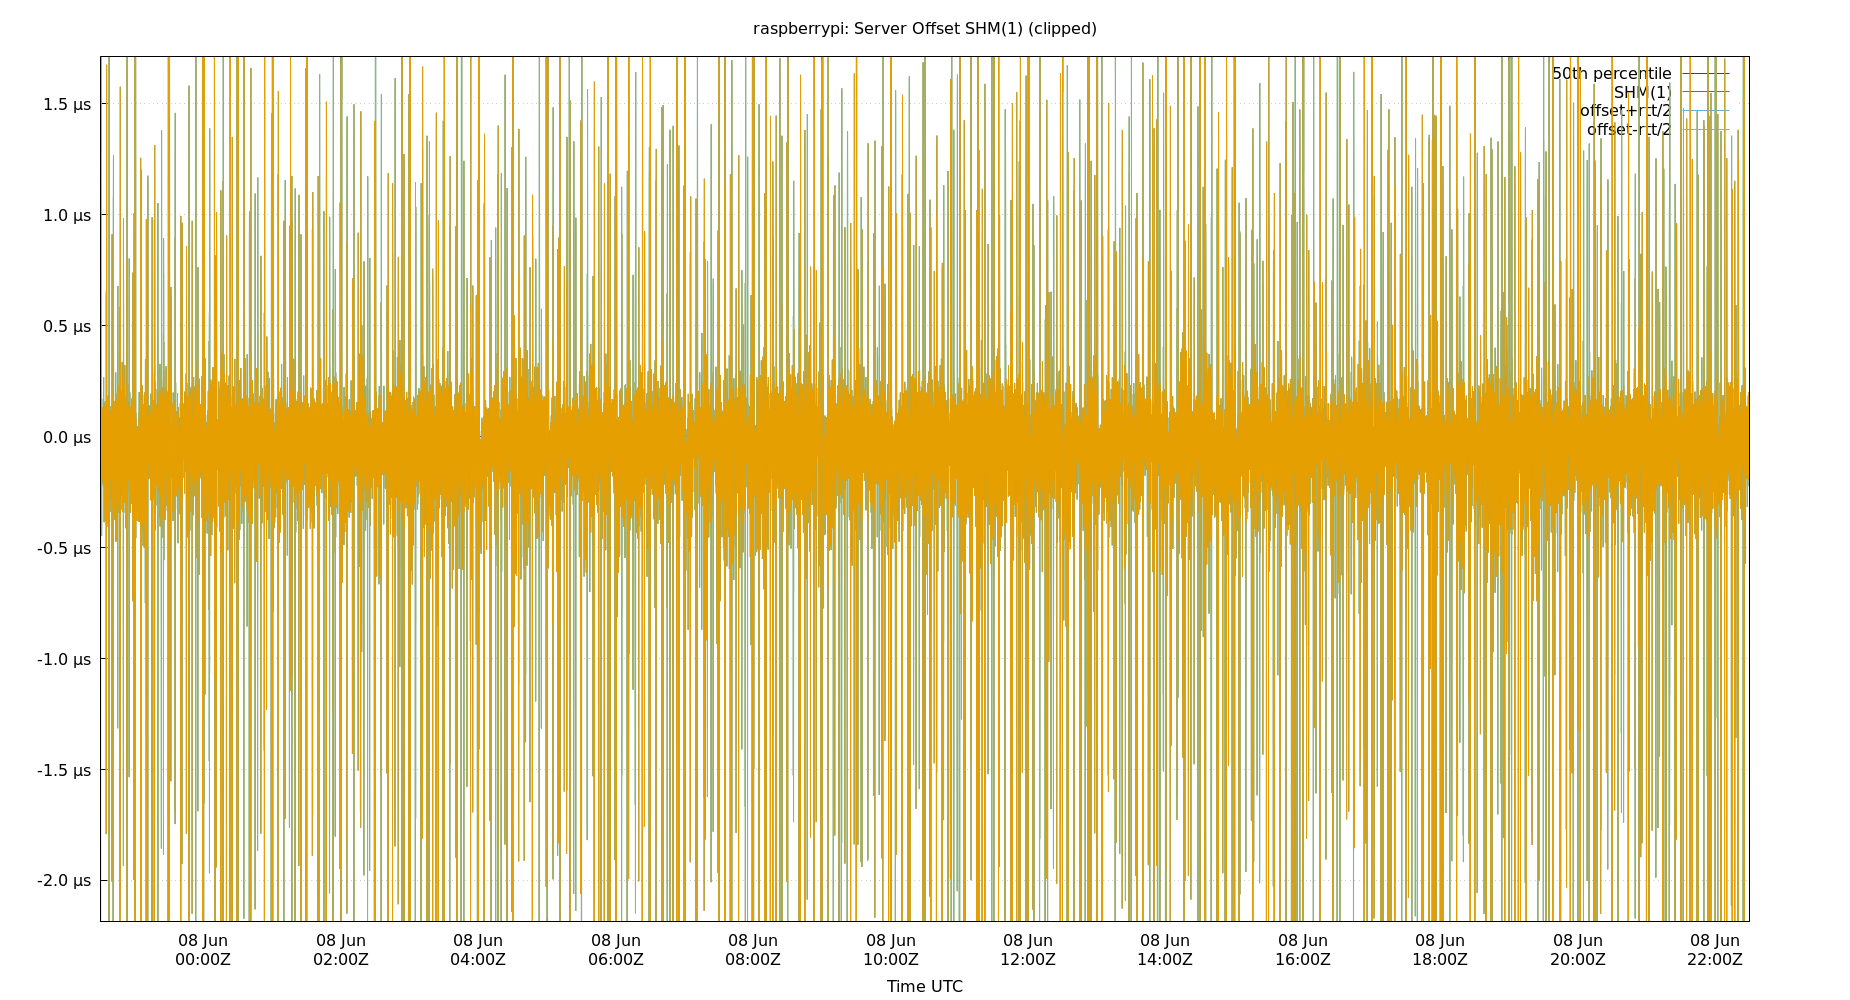 raspberrypi: Server Offset SHM(1) (clipped)
50th percentile
SHM(1)
offset+rtt/2
offset-rtt/2
1.5 µs
1.0 µs
0.5 µs
0.0 µs
-0.5 µs
-1.0 µs
-1.5 µs
-2.0 µs
08 Jun 08 Jun 08 Jun 08 Jun 08 Jun 08 Jun 08 Jun 08 Jun 08 Jun 08 Jun 08 Jun 08 Jun
00:00Z 02:00Z 04:00Z 06:00Z 08:00Z 10:00Z 12:00Z 14:00Z 16:00Z 18:00Z 20:00Z 22:00Z
Time UTC